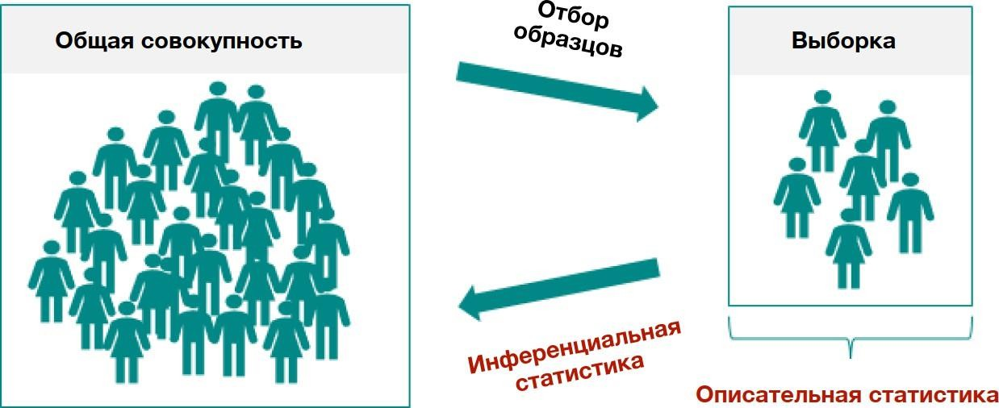 Общая совокупность
Отбор
образцов
Выборка
Инференциальная
статистика
Описательная статистика